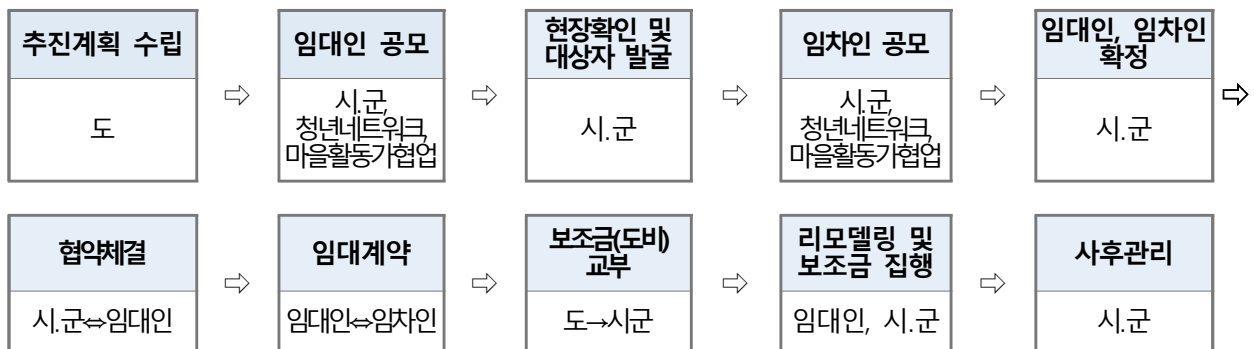 추진계획 수립
도
⇨
임대인 공모
시.군,
청년네트워크,
마을활동가협업
⇨
현장확인 및
대상자 발굴
시.군
⇨
임차인 공모
시.군,
청년네트워크,
마을활동가협업
⇨
임대인, 임차인
확정
시.군
⇨
협약체결
시.군⇔임대인
⇨
임대계약
임대인⇔임차인
⇨
보조금(도비)
교부
도→시군
⇨
리모델링 및
보조금 집행
임대인, 시.군
⇨
사후관리
시.군